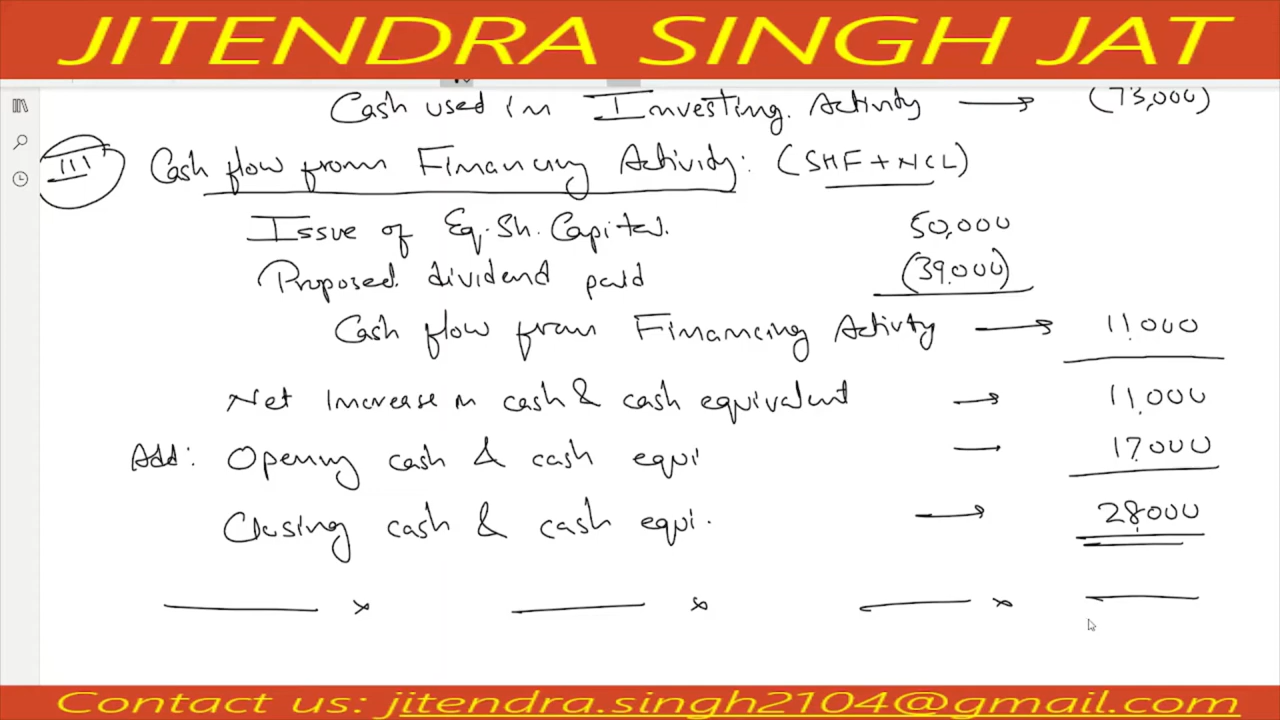 JITENDRA SINGH JAT
Cash used in Investing Activity → (73,000)
III Cash flow from Financing Activity: (SHF + NCL)
Issue of Eq. Sh. Capital. 50,000
Proposed dividend paid (39,000)
Cash flow from Financing Activity → 11,000
Net increase in cash & cash equivalent → 11,000
Add: Opening cash & cash equi → 17,000
Closing cash & cash equi. → 28,000
Contact us: jitendra.singh2104@gmail.com